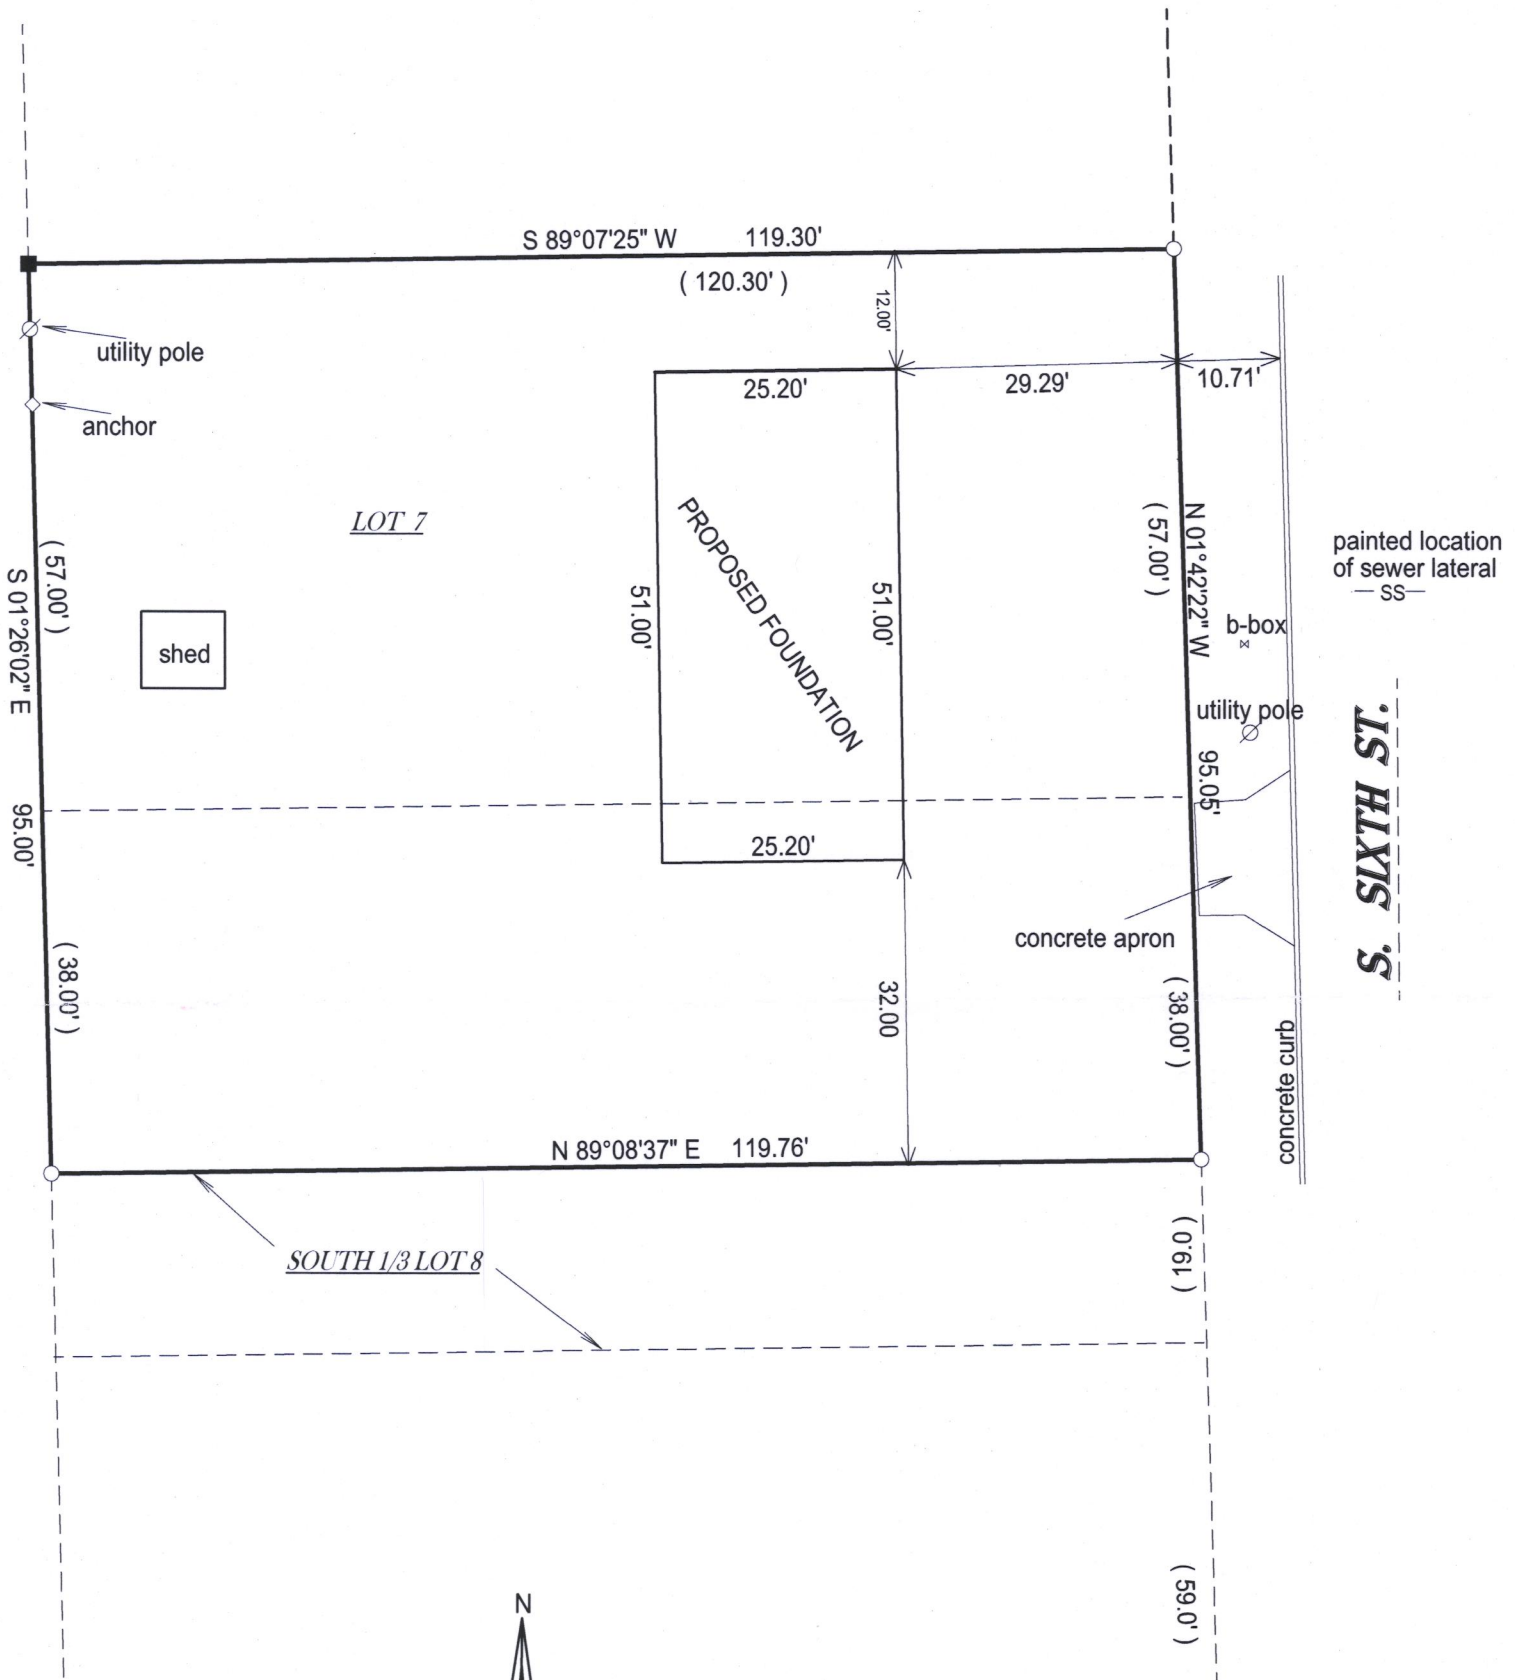 S 89°07'25" W 119.30'
( 120.30' )
12.00'
utility pole
25.20'
29.29'
10.71'
anchor
LOT 7
PROPOSED FOUNDATION
51.00'
51.00'
N 01°42'22" W
95.05'
( 57.00' )
painted location
of sewer lateral
SS
b-box
( 57.00' )
S 01°26'02" E
95.00'
shed
utility pole
S. SIXTH ST.
25.20'
concrete apron
( 38.00' )
32.00
( 38.00' )
concrete curb
N 89°08'37" E 119.76'
( 19.0 )
SOUTH 1/3 LOT 8
( 59.0' )
N